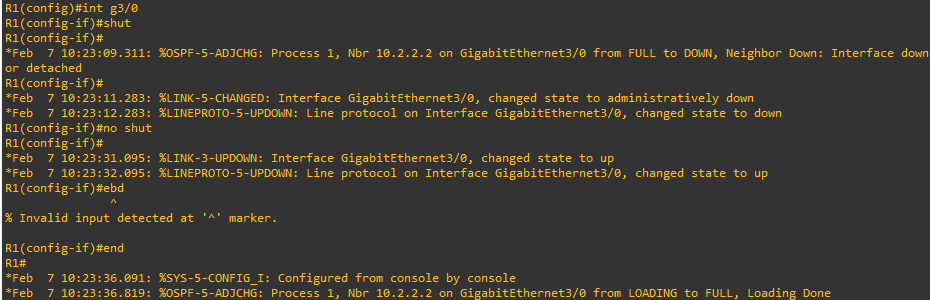 R1(config)#int g3/0
R1(config-if)#shut
R1(config-if)#
*Feb  7 10:23:09.311: %OSPF-5-ADJCHG: Process 1, Nbr 10.2.2.2 on GigabitEthernet3/0 from FULL to DOWN, Neighbor Down: Interface down
or detached
R1(config-if)#
*Feb  7 10:23:11.283: %LINK-5-CHANGED: Interface GigabitEthernet3/0, changed state to administratively down
*Feb  7 10:23:12.283: %LINEPROTO-5-UPDOWN: Line protocol on Interface GigabitEthernet3/0, changed state to down
R1(config-if)#no shut
R1(config-if)#
*Feb  7 10:23:31.095: %LINK-3-UPDOWN: Interface GigabitEthernet3/0, changed state to up
*Feb  7 10:23:32.095: %LINEPROTO-5-UPDOWN: Line protocol on Interface GigabitEthernet3/0, changed state to up
R1(config-if)#ebd
               ^
% Invalid input detected at '^' marker.

R1(config-if)#end
R1#
*Feb  7 10:23:36.091: %SYS-5-CONFIG_I: Configured from console by console
*Feb  7 10:23:36.819: %OSPF-5-ADJCHG: Process 1, Nbr 10.2.2.2 on GigabitEthernet3/0 from LOADING to FULL, Loading Done